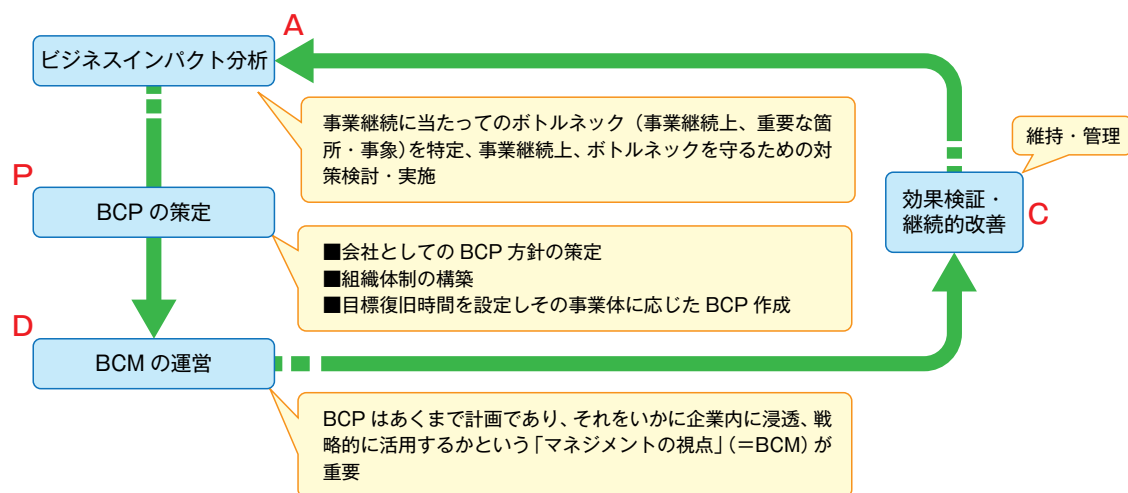 A
ビジネスインパクト分析
事業継続に当たってのボトルネック（事業継続上、重要な箇
所・事象）を特定、事業継続上、ボトルネックを守るための対
策検討・実施
維持・管理
P
BCP の策定
効果検証・
継続的改善
C
■会社としての BCP 方針の策定
■組織体制の構築
■目標復旧時間を設定しその事業体に応じた BCP 作成
D
BCM の運営
BCP はあくまで計画であり、それをいかに企業内に浸透、戦
略的に活用するかという「マネジメントの視点」（＝BCM）が
重要